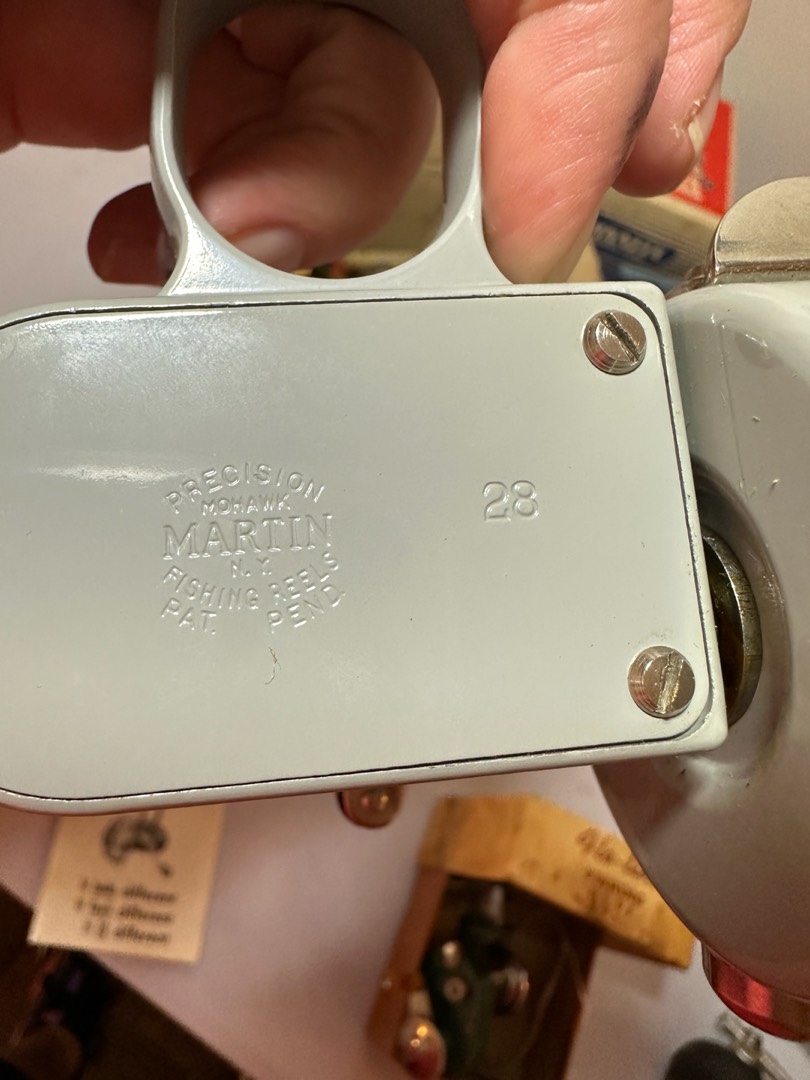 PRECISION
MOHAWK
MARTIN
N.Y.
FISHING REELS
PAT. PEND.
28